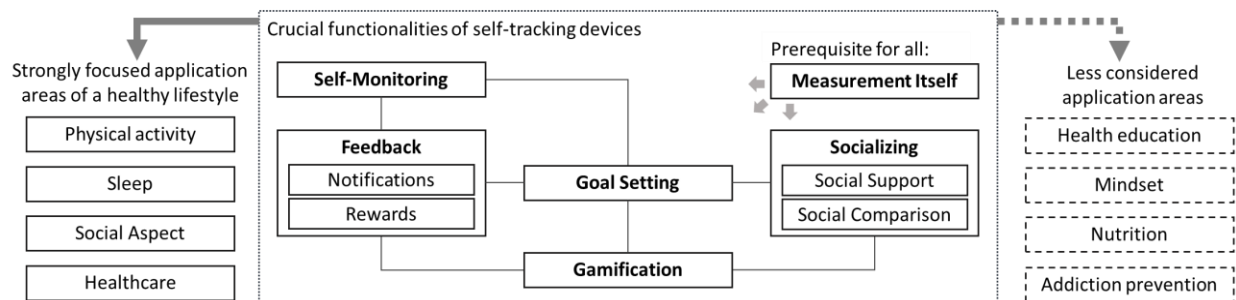 Crucial functionalities of self-tracking devices
Strongly focused application
areas of a healthy lifestyle
Physical activity
Sleep
Social Aspect
Healthcare
Self-Monitoring
Prerequisite for all:
Measurement Itself
Feedback
Notifications
Rewards
Goal Setting
Gamification
Socializing
Social Support
Social Comparison
Less considered
application areas
Health education
Mindset
Nutrition
Addiction prevention